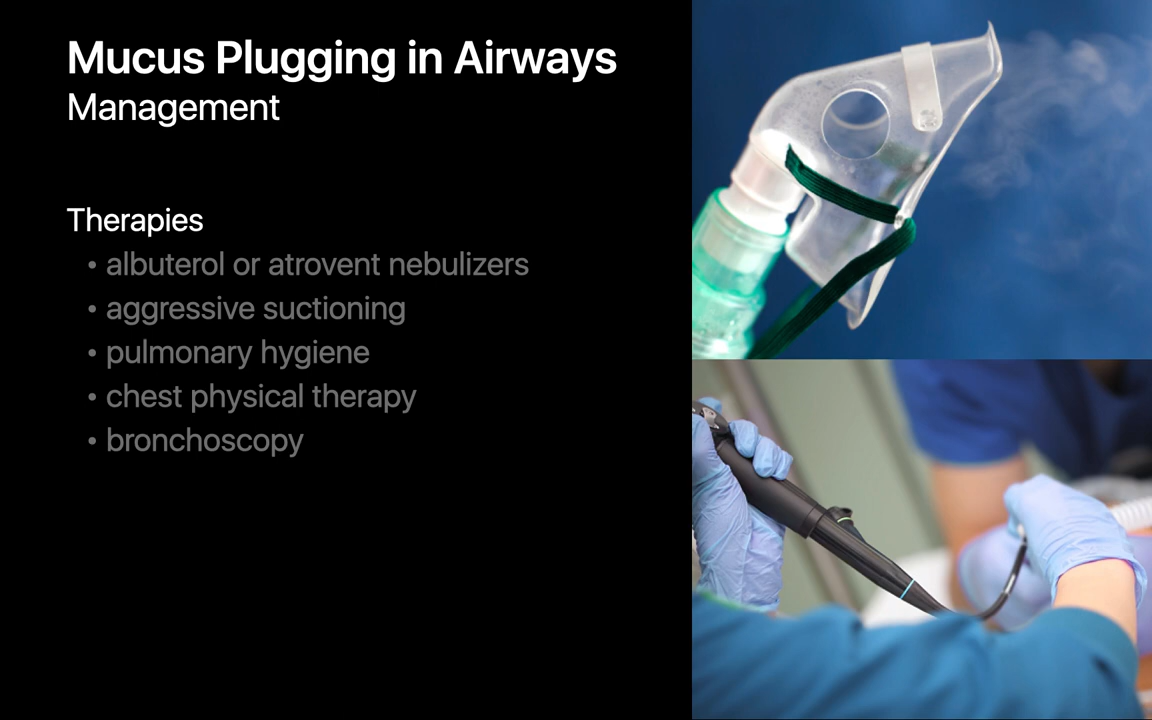 Mucus Plugging in Airways
Management
Therapies
• albuterol or atrovent nebulizers
• aggressive suctioning
• pulmonary hygiene
• chest physical therapy
• bronchoscopy